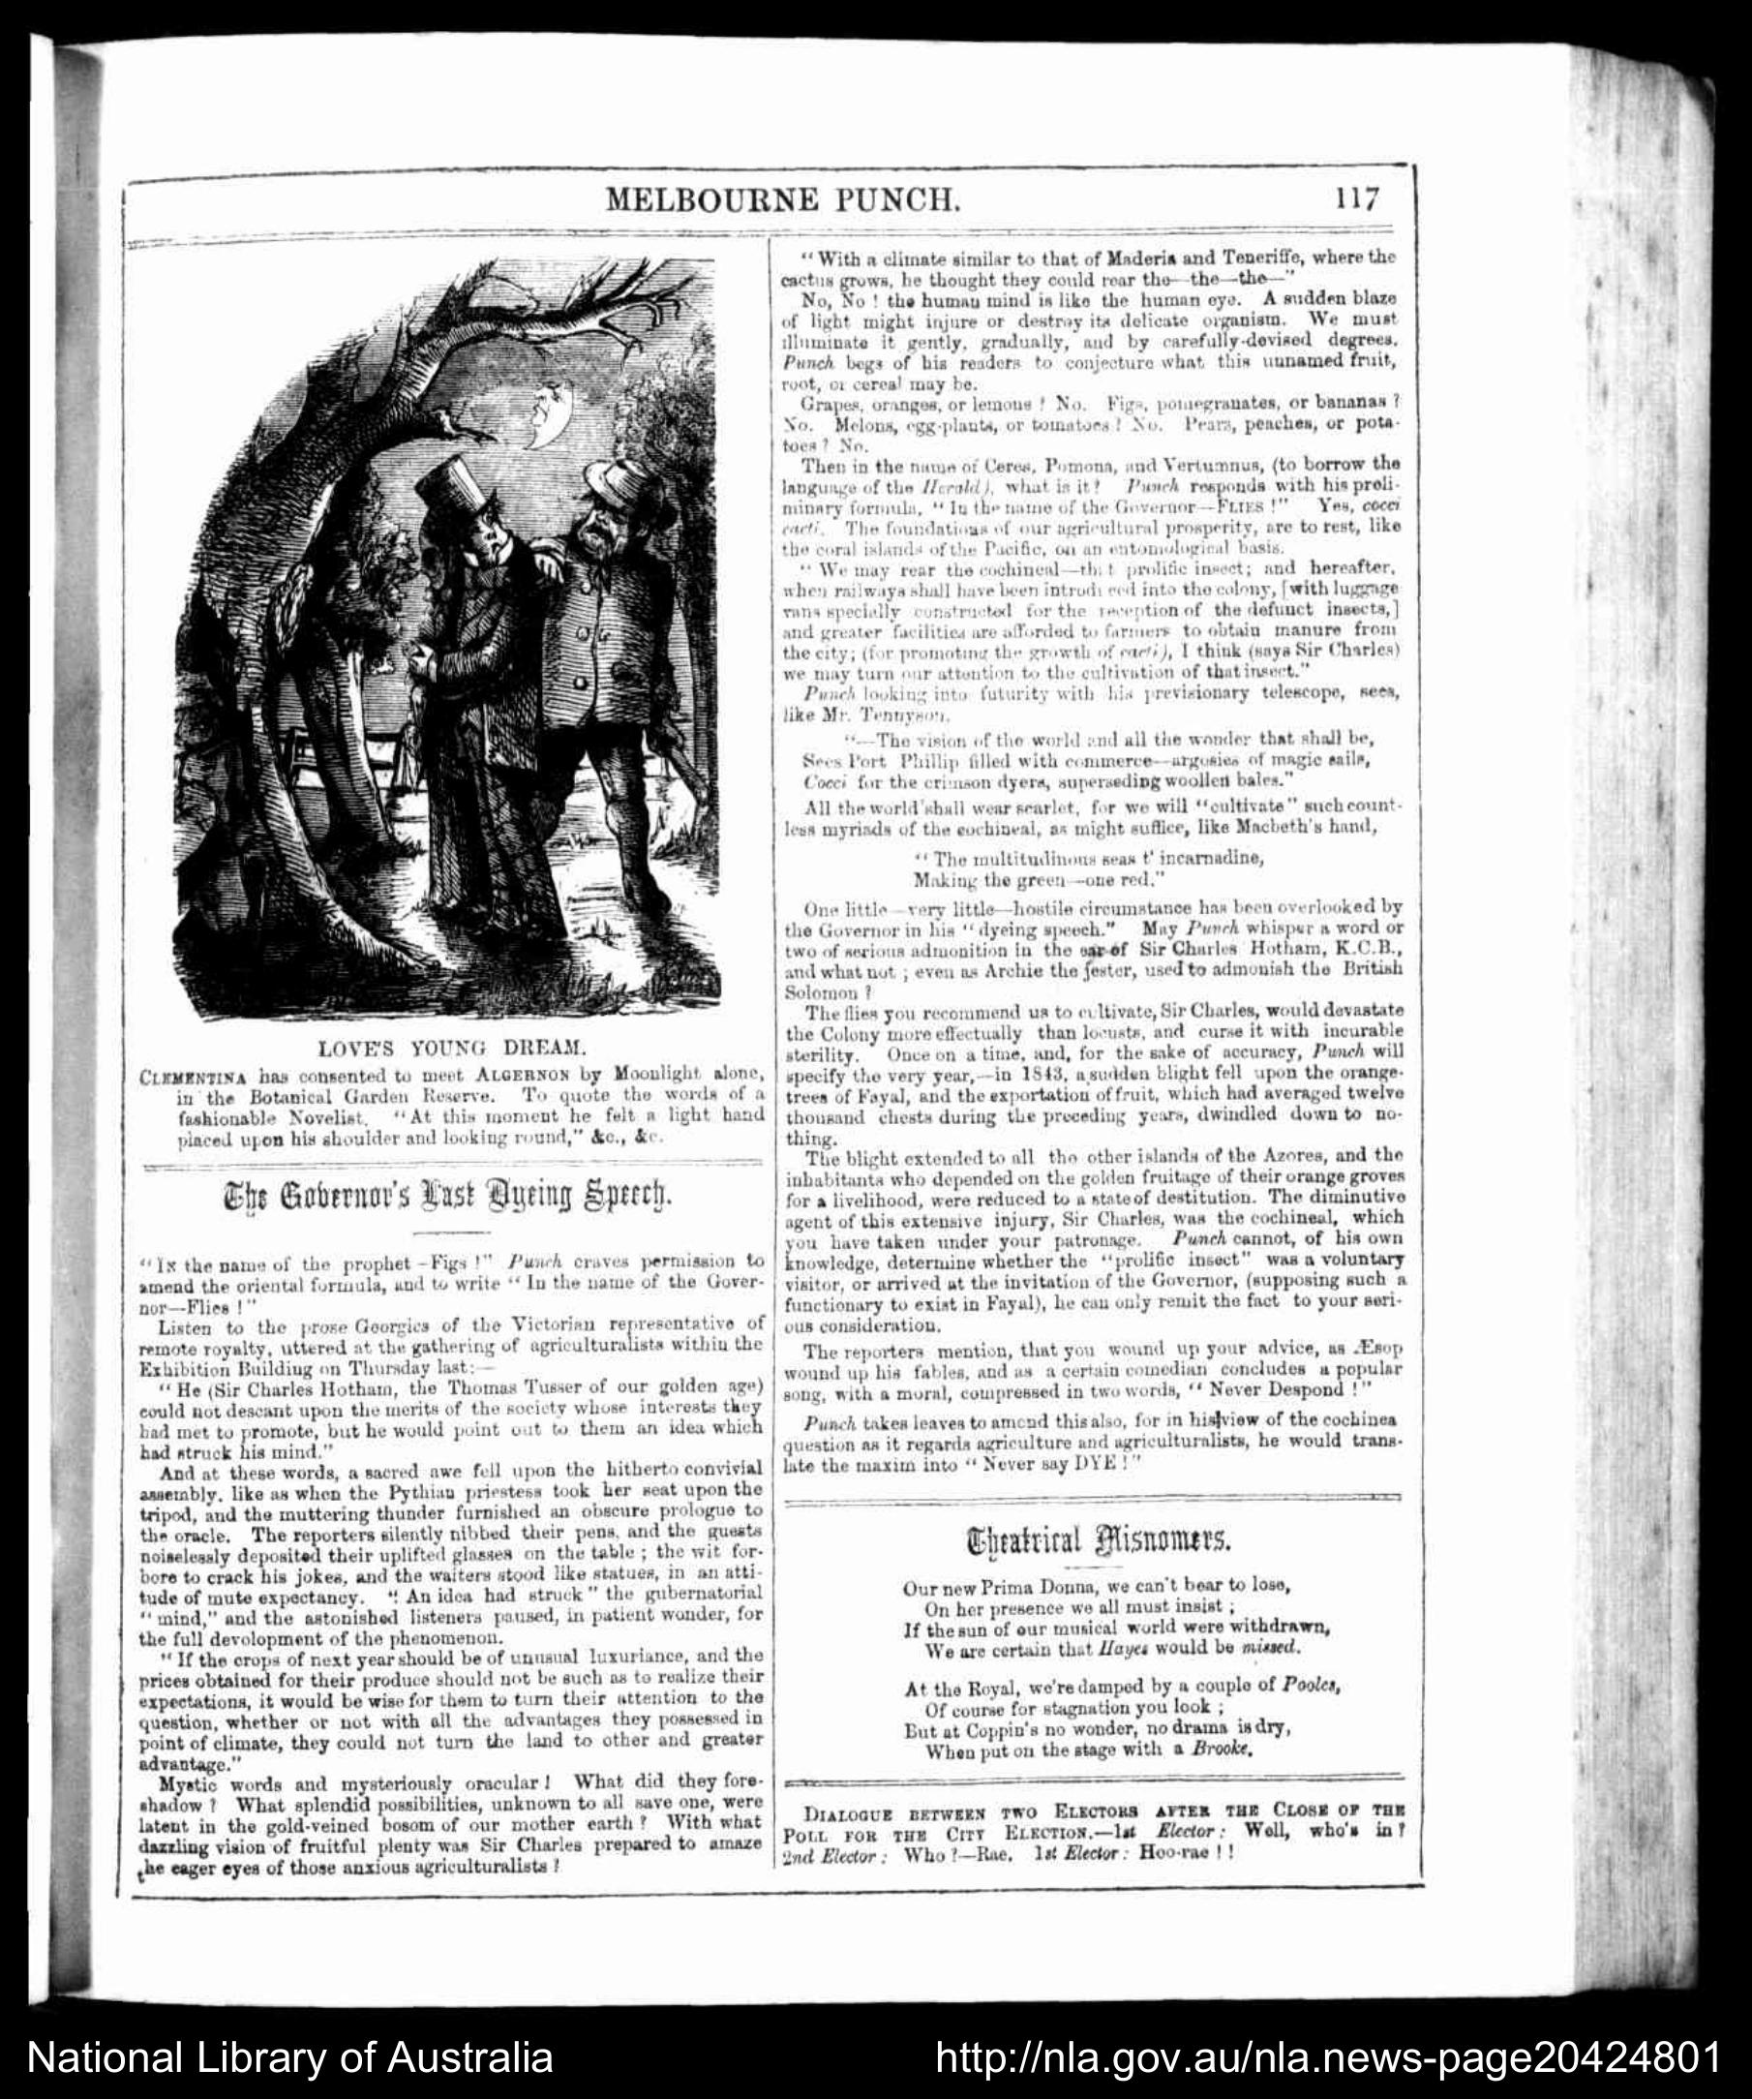 MELBOURNE PUNCH.
117
LOVE'S YOUNG DREAM.
CLEMENTINA has consented to meet ALGERNON by Moonlight alone,
in the Botanical Garden Reserve. To quote the words of a
fashionable Novelist. "At this moment he felt a light hand
placed upon his shoulder and looking round," &c., &c.
The Governor's Last Dyeing Speech.
"IN the name of the prophet—Figs!" Punch craves permission to
amend the oriental formula, and to write "In the name of the Gover-
nor—Flies!"
Listen to the prose Georgics of the Victorian representative of
remote royalty, uttered at the gathering of agriculturalists within the
Exhibition Building on Thursday last:—
"He (Sir Charles Hotham, the Thomas Tusser of our golden age)
could not descant upon the merits of the society whose interests they
had met to promote, but he would point out to them an idea which
had struck his mind."
And at these words, a sacred awe fell upon the hitherto convivial
assembly, like as when the Pythian priestess took her seat upon the
tripod, and the muttering thunder furnished an obscure prologue to
the oracle. The reporters silently nibbed their pens, and the guests
noiselessly deposited their uplifted glasses on the table; the wit for-
bore to crack his jokes, and the waiters stood like statues, in an atti-
tude of mute expectancy. "An idea had struck" the gubernatorial
"mind," and the astonished listeners paused, in patient wonder, for
the full devolopment of the phenomenon.
"If the crops of next year should be of unusual luxuriance, and the
prices obtained for their produce should not be such as to realize their
expectations, it would be wise for them to turn their attention to the
question, whether or not with all the advantages they possessed in
point of climate, they could not turn the land to other and greater
advantage."
Mystic words and mysteriously oracular! What did they fore-
shadow? What splendid possibilities, unknown to all save one, were
latent in the gold-veined bosom of our mother earth? With what
dazzling vision of fruitful plenty was Sir Charles prepared to amaze
the eager eyes of those anxious agriculturalists?
"With a climate similar to that of Maderia and Teneriffe, where the
cactus grows, he thought they could rear the—the—the—"
No, No! the human mind is like the human eye. A sudden blaze
of light might injure or destroy its delicate organism. We must
illuminate it gently, gradually, and by carefully-devised degrees.
Punch begs of his readers to conjecture what this unnamed fruit,
root, or cereal may be.
Grapes, oranges, or lemons? No. Figs, pomegranates, or bananas?
No. Melons, egg-plants, or tomatoes? No. Pears, peaches, or pota-
toes? No.
Then in the name of Ceres, Pomona, and Vertumnus, (to borrow the
language of the Herald), what is it? Punch responds with his preli-
minary formula, "In the name of the Governor—FLIES!" Yes, cocci
cacti. The foundations of our agricultural prosperity, are to rest, like
the coral islands of the Pacific, on an entomological basis.
"We may rear the cochineal—that prolific insect; and hereafter,
when railways shall have been introduced into the colony, [with luggage
vans specially constructed for the reception of the defunct insects,]
and greater facilities are afforded to farmers to obtain manure from
the city; (for promoting the growth of cacti), I think (says Sir Charles)
we may turn our attention to the cultivation of that insect."
Punch looking into futurity with his previsionary telescope, sees,
like Mr. Tennyson.
"—The vision of the world and all the wonder that shall be,
Sees Port Phillip filled with commerce—argosies of magic sails,
Cocci for the crimson dyers, superseding woollen bales."
All the world shall wear scarlet, for we will "cultivate" such count-
less myriads of the cochineal, as might suffice, like Macbeth's hand,
"The multitudinous seas t' incarnadine,
Making the green—one red."
One little—very little—hostile circumstance has been overlooked by
the Governor in his "dyeing speech." May Punch whisper a word or
two of serious admonition in the ear of Sir Charles Hotham, K.C.B.,
and what not; even as Archie the jester, used to admonish the British
Solomon?
The flies you recommend us to cultivate, Sir Charles, would devastate
the Colony more effectually than locusts, and curse it with incurable
sterility. Once on a time, and, for the sake of accuracy, Punch will
specify the very year,—in 1843, a sudden blight fell upon the orange-
trees of Fayal, and the exportation of fruit, which had averaged twelve
thousand chests during the preceding years, dwindled down to no-
thing.
The blight extended to all the other islands of the Azores, and the
inhabitants who depended on the golden fruitage of their orange groves
for a livelihood, were reduced to a state of destitution. The diminutive
agent of this extensive injury, Sir Charles, was the cochineal, which
you have taken under your patronage. Punch cannot, of his own
knowledge, determine whether the "prolific insect" was a voluntary
visitor, or arrived at the invitation of the Governor, (supposing such a
functionary to exist in Fayal), he can only remit the fact to your seri-
ous consideration.
The reporters mention, that you wound up your advice, as Æsop
wound up his fables, and as a certain comedian concludes a popular
song, with a moral, compressed in two words, "Never Despond!"
Punch takes leaves to amend this also, for in his view of the cochinea
question as it regards agriculture and agriculturalists, he would trans-
late the maxim into "Never say DYE!"
Theatrical Misnomers.
Our new Prima Donna, we can't bear to lose,
On her presence we all must insist;
If the sun of our musical world were withdrawn,
We are certain that Hayes would be missed.
At the Royal, we're damped by a couple of Pooles,
Of course for stagnation you look;
But at Coppin's no wonder, no drama is dry,
When put on the stage with a Brooke.
DIALOGUE BETWEEN TWO ELECTORS AFTER THE CLOSE OF THE
POLL FOR THE CITY ELECTION.—1st Elector: Well, who's in?
2nd Elector: Who?—Rae. 1st Elector: Hoo-rae!!
National Library of Australia
http://nla.gov.au/nla.news-page20424801